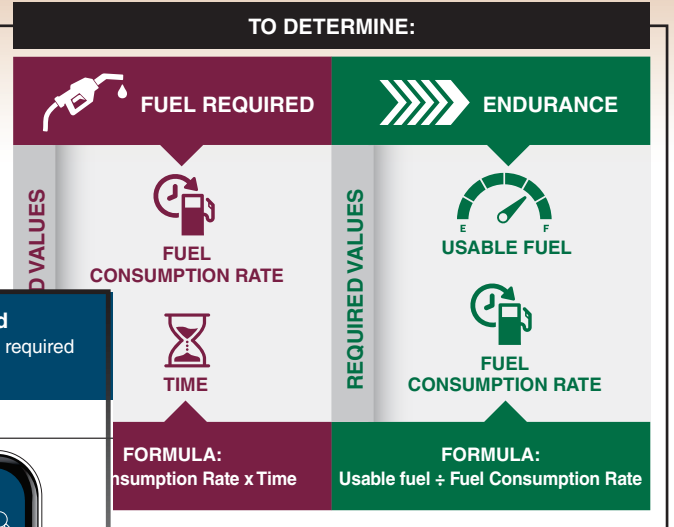 TO DETERMINE:
FUEL REQUIRED
ENDURANCE
VALUES
FUEL
CONSUMPTION RATE
TIME
REQUIRED VALUES
E F
USABLE FUEL
FUEL
CONSUMPTION RATE
required
FORMULA:
Rate x Time
FORMULA:
Usable fuel ÷ Fuel Consumption Rate